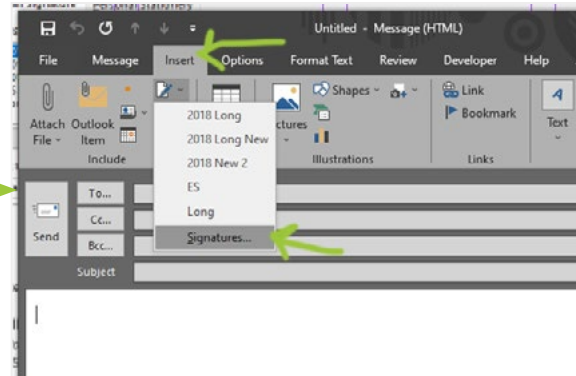 Untitled - Message (HTML)
File Message Insert Options Format Text Review Developer Help
Attach File
Outlook Item
Shapes
Link
Bookmark
Text
Include
Illustrations
Links
2018 Long
2018 Long New
2018 New 2
ES
Long
Signatures...
Send
To...
Cc...
Bcc...
Subject